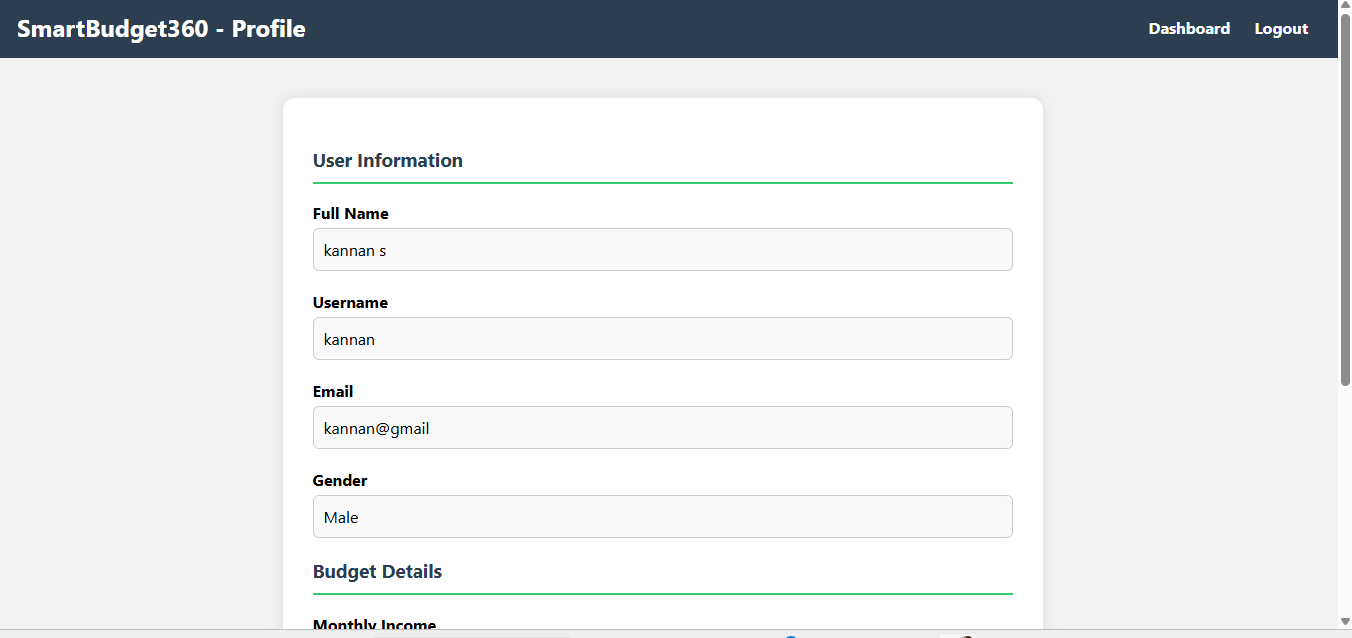 SmartBudget360 - Profile
Dashboard Logout
User Information
Full Name
kannan s
Username
kannan
Email
kannan@gmail
Gender
Male
Budget Details
Monthly Income